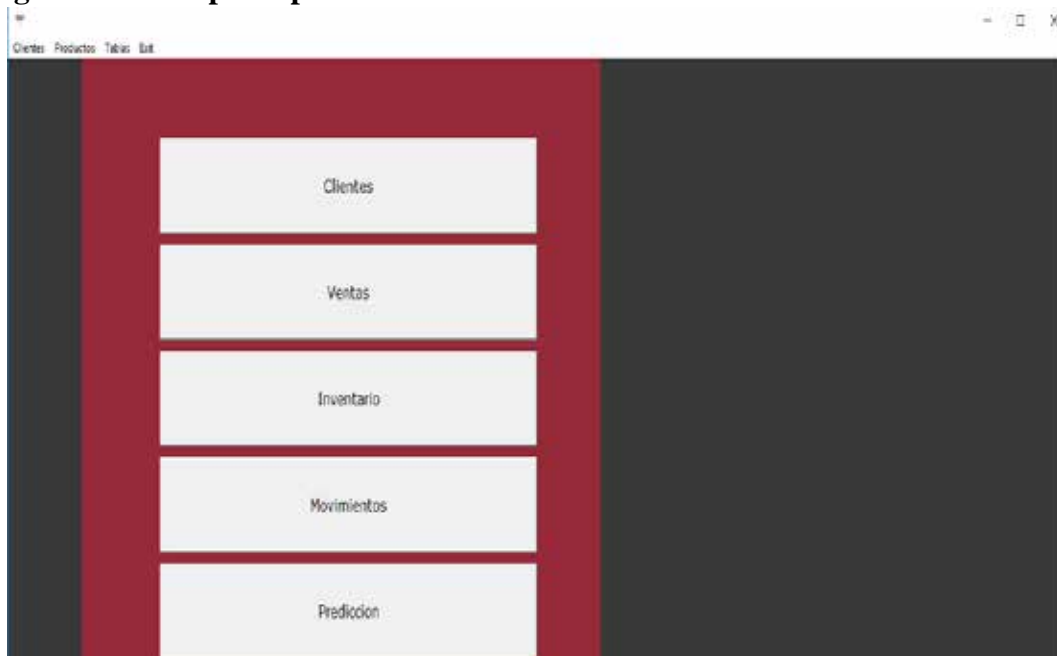 Clientes Productos Tablas Exit
Clientes
Ventas
Inventario
Movimientos
Prediccion